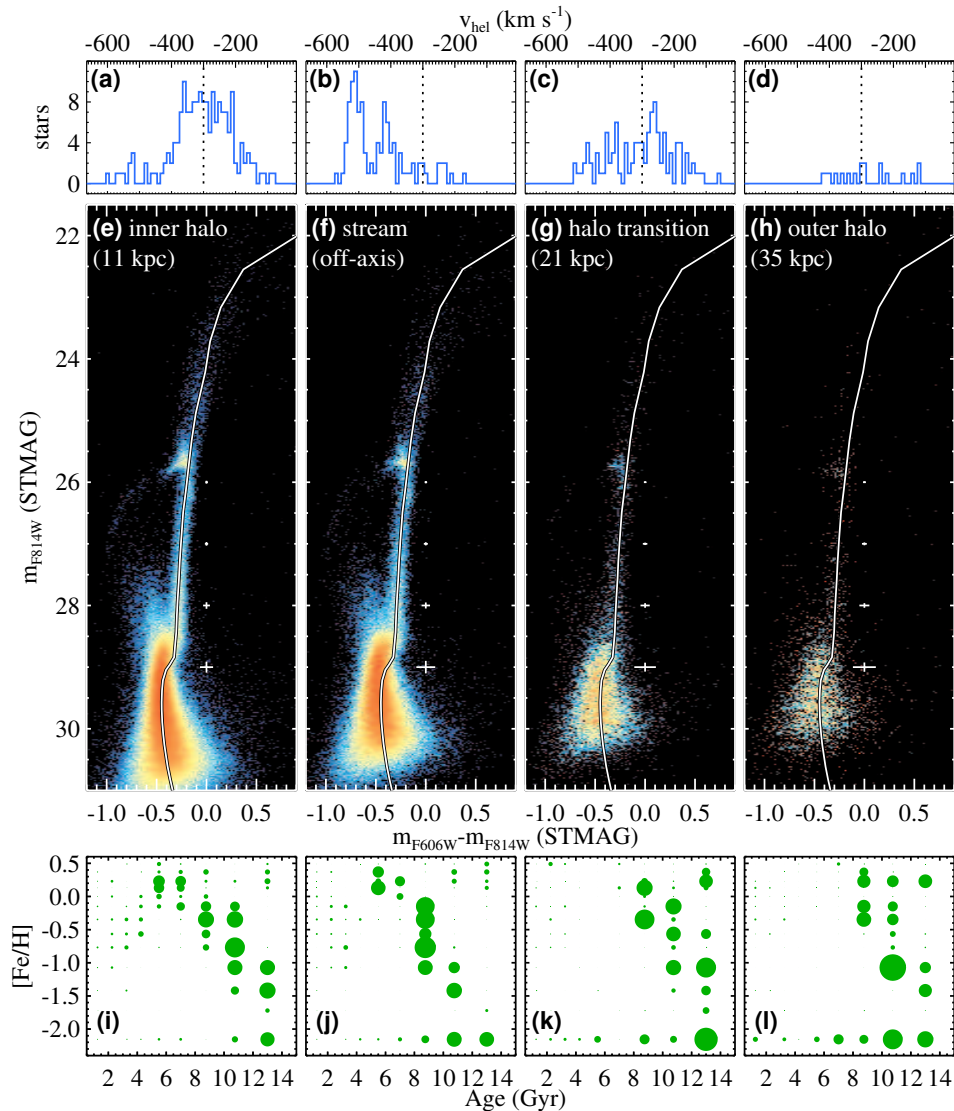 v_hel (km s⁻¹)
-600 -400 -200 -600 -400 -200 -600 -400 -200 -600 -400 -200
(a) (b) (c) (d)
8
4
0
stars
(e) inner halo (f) stream (g) halo transition (h) outer halo
(11 kpc) (off-axis) (21 kpc) (35 kpc)
22
24
26
28
30
m_F814W (STMAG)
-1.0 -0.5 0.0 0.5 -1.0 -0.5 0.0 0.5 -1.0 -0.5 0.0 0.5 -1.0 -0.5 0.0 0.5
m_F606W-m_F814W (STMAG)
0.5
0.0
-0.5
-1.0
-1.5
-2.0
[Fe/H]
(i) (j) (k) (l)
0 2 4 6 8 10 12 14 2 4 6 8 10 12 14 2 4 6 8 10 12 14 2 4 6 8 10 12 14
Age (Gyr)